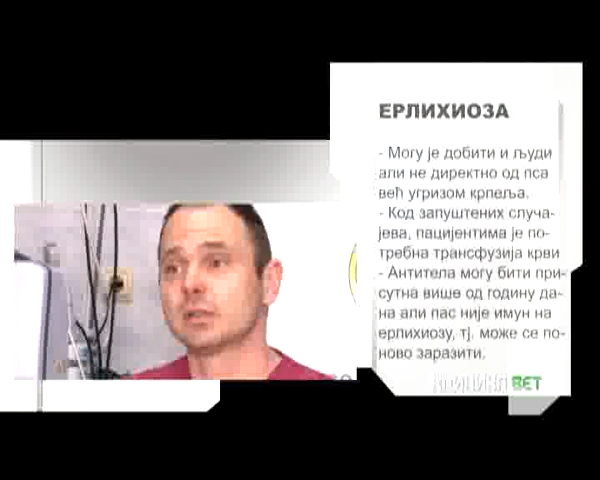 ЕРЛИХИОЗА
- Могу је добити и људи
али не директно од пса
већ угризом крпеља.
- Код запуштених случа-
јева, пацијентима је по-
требна трансфузија крви
- Антитела могу бити при-
сутна више од годину да-
на али пас није имун на
ерлихиозу, тј. може се по-
ново заразити.
ВЕТ